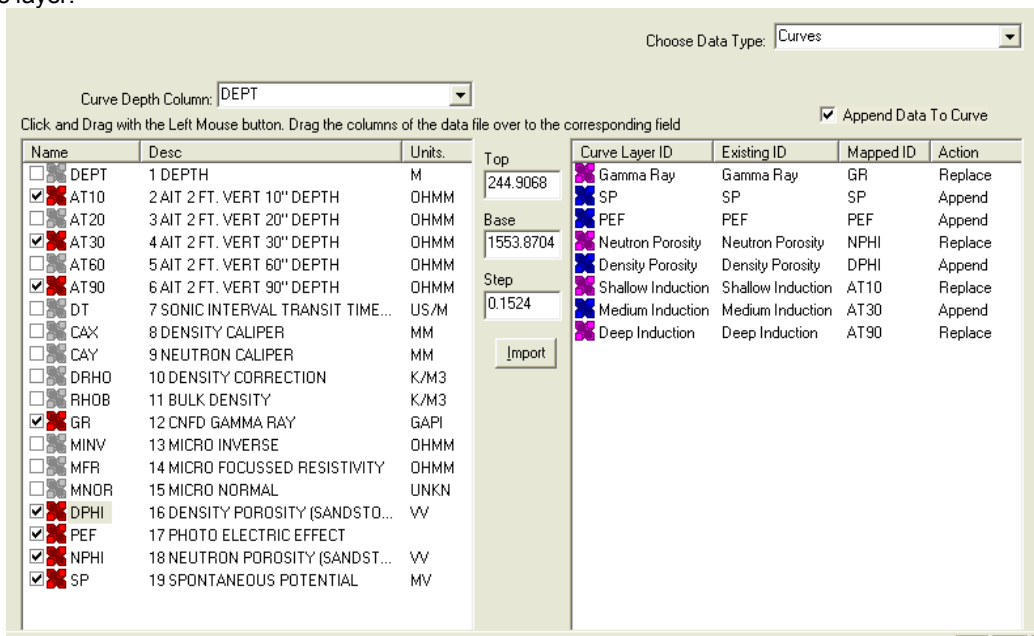 layer.
Choose Data Type: Curves
Curve Depth Column: DEPT
Click and Drag with the Left Mouse button. Drag the columns of the data file over to the corresponding field
Append Data To Curve
Name Desc Units.
DEPT 1 DEPTH M
AT10 2 AIT 2 FT. VERT 10" DEPTH OHMM
AT20 3 AIT 2 FT. VERT 20" DEPTH OHMM
AT30 4 AIT 2 FT. VERT 30" DEPTH OHMM
AT60 5 AIT 2 FT. VERT 60" DEPTH OHMM
AT90 6 AIT 2 FT. VERT 90" DEPTH OHMM
DT 7 SONIC INTERVAL TRANSIT TIME... US/M
CAX 8 DENSITY CALIPER MM
CAY 9 NEUTRON CALIPER MM
DRHO 10 DENSITY CORRECTION K/M3
RHOB 11 BULK DENSITY K/M3
GR 12 CNFD GAMMA RAY GAPI
MINV 13 MICRO INVERSE OHMM
MFR 14 MICRO FOCUSSED RESISTIVITY OHMM
MNOR 15 MICRO NORMAL UNKN
DPHI 16 DENSITY POROSITY (SANDSTO... VV
PEF 17 PHOTO ELECTRIC EFFECT
NPHI 18 NEUTRON POROSITY (SANDST... VV
SP 19 SPONTANEOUS POTENTIAL MV
Top
244.9068
Base
1553.8704
Step
0.1524
Import
Curve Layer ID Existing ID Mapped ID Action
Gamma Ray Gamma Ray GR Replace
SP SP SP Append
PEF PEF PEF Append
Neutron Porosity Neutron Porosity NPHI Replace
Density Porosity Density Porosity DPHI Append
Shallow Induction Shallow Induction AT10 Replace
Medium Induction Medium Induction AT30 Append
Deep Induction Deep Induction AT90 Replace